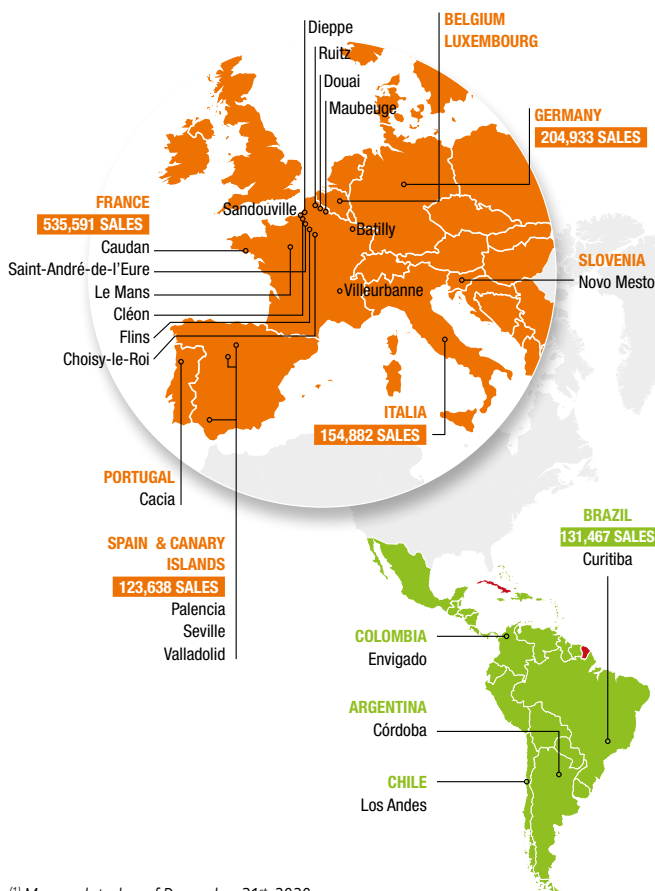 Dieppe
Ruitz
Douai
Maubeuge
BELGIUM
LUXEMBOURG
GERMANY
204,933 SALES
FRANCE
535,591 SALES
Sandouville
Caudan
Saint-André-de-l’Eure
Le Mans
Cléon
Flins
Choisy-le-Roi
Batilly
Villeurbanne
SLOVENIA
Novo Mesto
ITALIA
154,882 SALES
PORTUGAL
Cacia
SPAIN & CANARY
ISLANDS
123,638 SALES
Palencia
Seville
Valladolid
BRAZIL
131,467 SALES
Curitiba
COLOMBIA
Envigado
ARGENTINA
Córdoba
CHILE
Los Andes